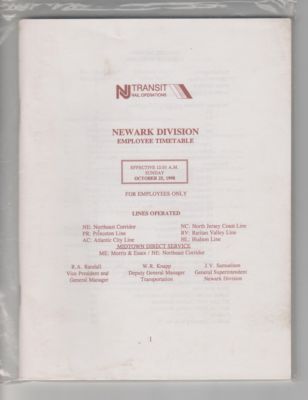 NJ TRANSIT
RAIL OPERATIONS
NEWARK DIVISION
EMPLOYEE TIMETABLE
EFFECTIVE 12:01 A.M.
SUNDAY
OCTOBER 25, 1998
FOR EMPLOYEES ONLY
LINES OPERATED
NE: Northeast Corridor NC: North Jersey Coast Line
PR: Princeton Line RV: Raritan Valley Line
AC: Atlantic City Line HL: Hudson Line
MIDTOWN DIRECT SERVICE
ME: Morris & Essex / NE: Northeast Corridor
R.A. Randall W.R. Knapp J.V. Samuelson
Vice President and Deputy General Manager General Superintendent
General Manager Transportation Newark Division
1